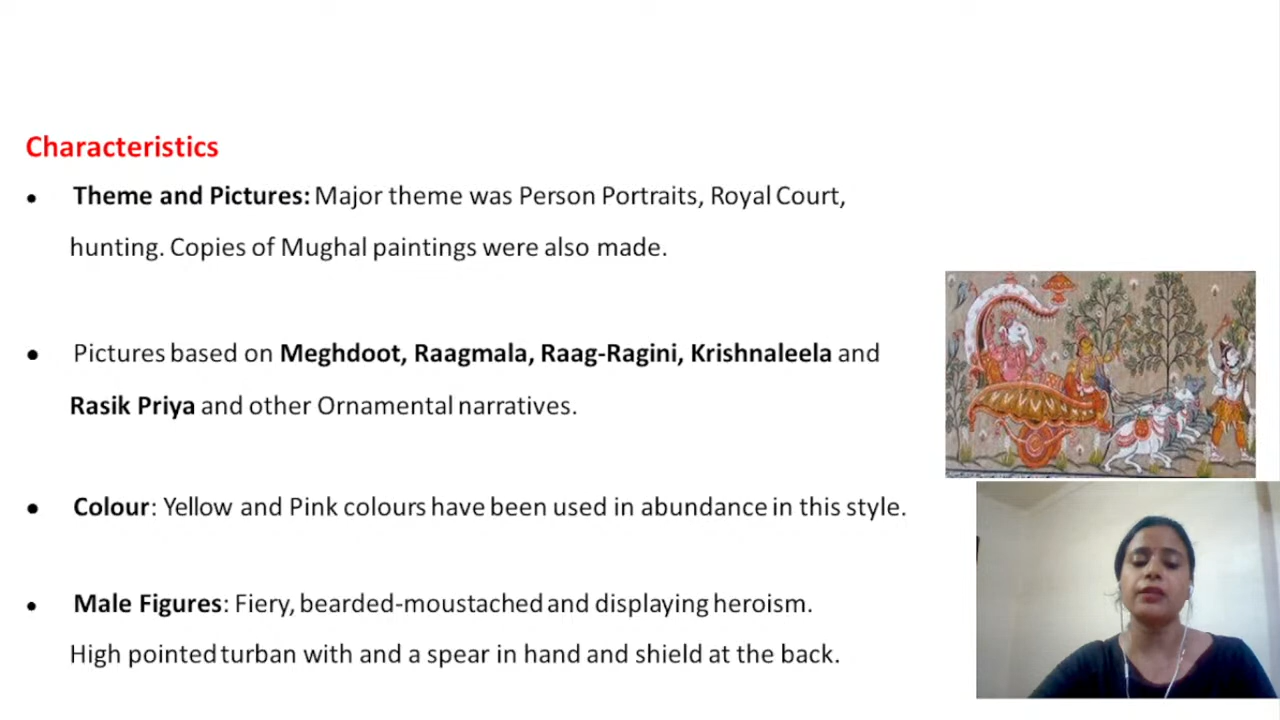 Characteristics
• Theme and Pictures: Major theme was Person Portraits, Royal Court,
hunting. Copies of Mughal paintings were also made.
• Pictures based on Meghdoot, Raagmala, Raag-Ragini, Krishnaleela and
Rasik Priya and other Ornamental narratives.
• Colour: Yellow and Pink colours have been used in abundance in this style.
• Male Figures: Fiery, bearded-moustached and displaying heroism.
High pointed turban with and a spear in hand and shield at the back.